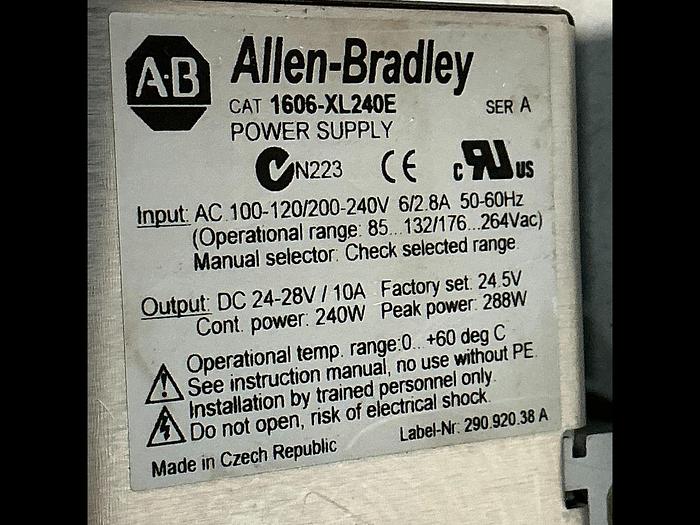 A·B Allen-Bradley
CAT 1606-XL240E SER A
POWER SUPPLY
N223 CE c RU US
Input: AC 100-120/200-240V 6/2.8A 50-60Hz
(Operational range: 85...132/176...264Vac)
Manual selector: Check selected range
Output: DC 24-28V / 10A Factory set: 24.5V
Cont. power: 240W Peak power: 288W
Operational temp. range:0.. +60 deg C
See instruction manual, no use without PE.
Installation by trained personnel only.
Do not open, risk of electrical shock.
Made in Czech Republic Label-Nr: 290.920.38 A